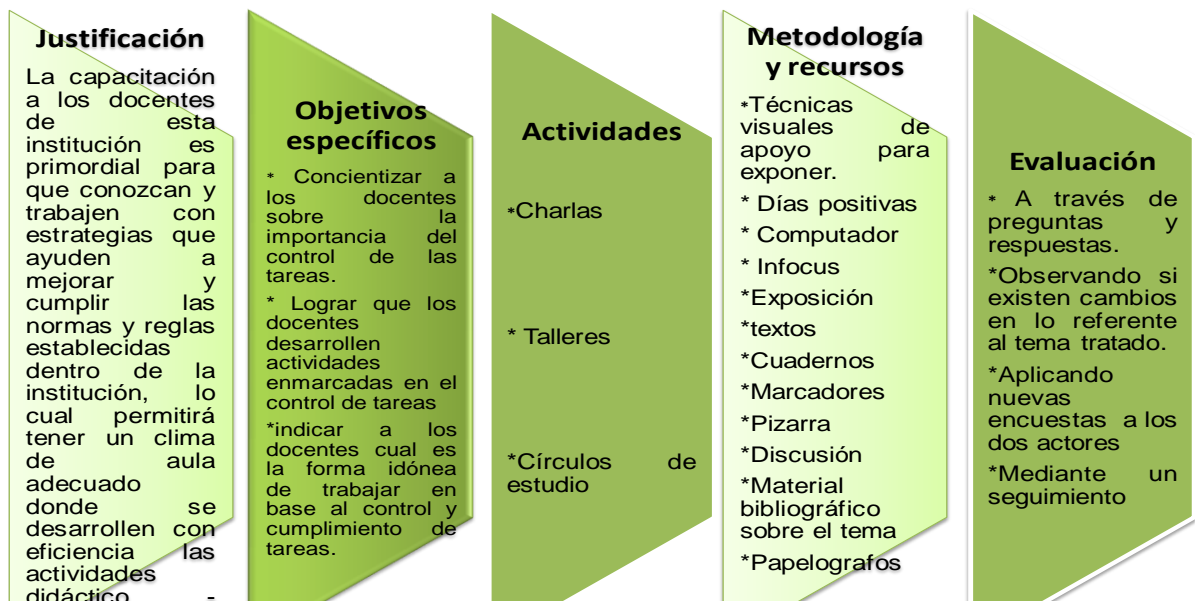 Justificación
La capacitación
a los docentes
de esta
institución es
primordial para
que conozcan y
trabajen con
estrategias que
ayuden a
mejorar y
cumplir las
normas y reglas
establecidas
dentro de la
institución, lo
cual permitirá
tener un clima
de aula
adecuado
donde se
desarrollen con
eficiencia las
actividades
didáctico -
Objetivos
específicos
* Concientizar a
los docentes
sobre la
importancia del
control de las
tareas.
* Lograr que los
docentes
desarrollen
actividades
enmarcadas en el
control de tareas
*indicar a los
docentes cual es
la forma idónea
de trabajar en
base al control y
cumplimiento de
tareas.
Actividades
*Charlas
* Talleres
*Círculos de
estudio
Metodología
y recursos
*Técnicas
visuales de
apoyo para
exponer.
* Días positivas
* Computador
* Infocus
*Exposición
*textos
*Cuadernos
*Marcadores
*Pizarra
*Discusión
*Material
bibliográfico
sobre el tema
*Papelografos
Evaluación
* A través de
preguntas y
respuestas.
*Observando si
existen cambios
en lo referente
al tema tratado.
*Aplicando
nuevas
encuestas a los
dos actores
*Mediante un
seguimiento